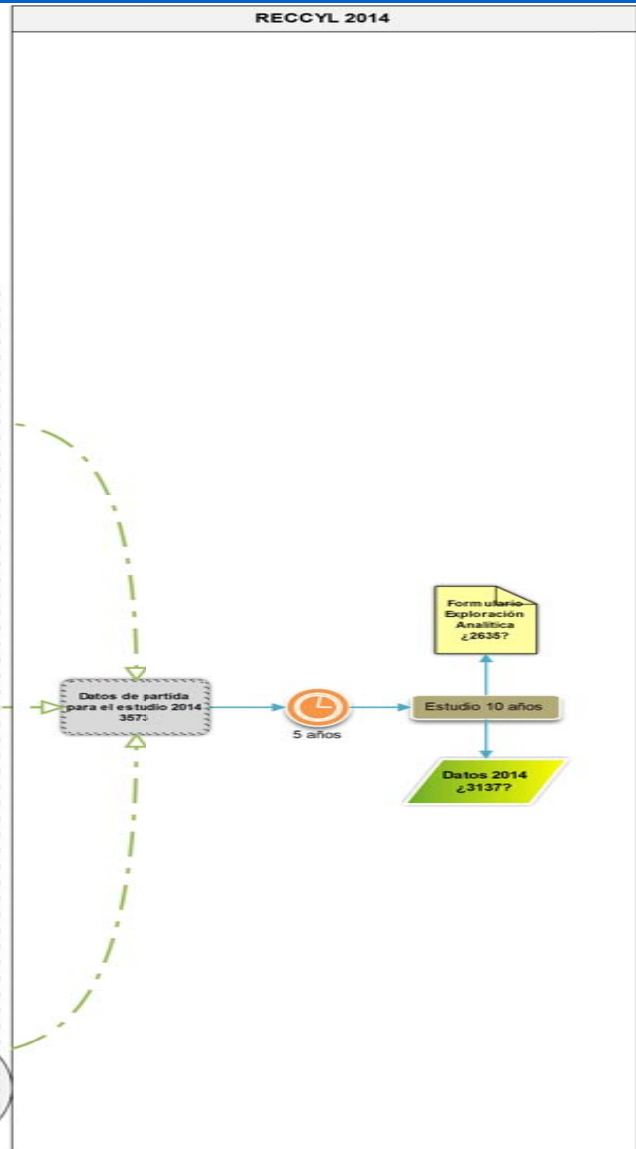 RECCYL 2014
Formulario
Exploración
Analítica
¿2635?
Datos de partida
para el estudio 2014
3573
5 años
Estudio 10 años
Datos 2014
¿3137?